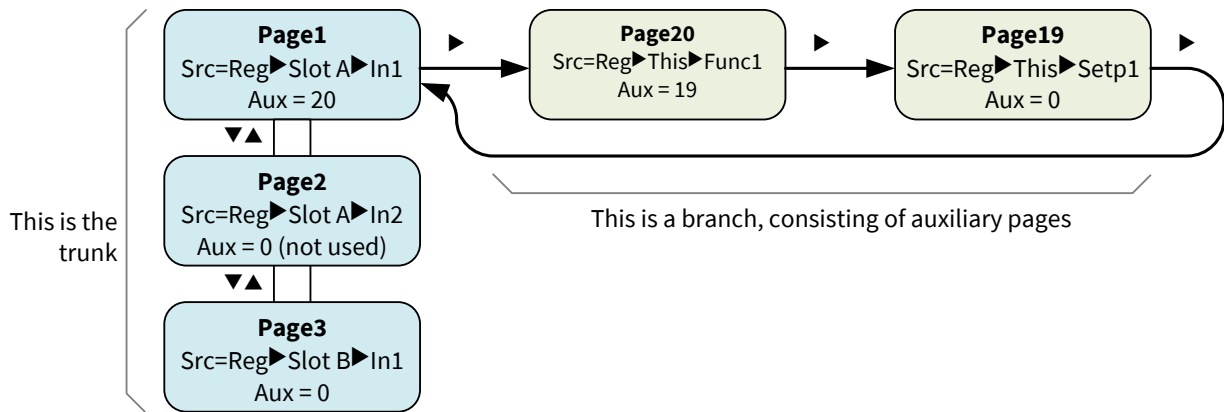 Page1
Src=Reg▶Slot A▶In1
Aux = 20
▶
Page20
Src=Reg▶This▶Func1
Aux = 19
▶
Page19
Src=Reg▶This▶Setp1
Aux = 0
▶
▼▲
Page2
Src=Reg▶Slot A▶In2
Aux = 0 (not used)
▼▲
Page3
Src=Reg▶Slot B▶In1
Aux = 0
This is the
trunk
This is a branch, consisting of auxiliary pages